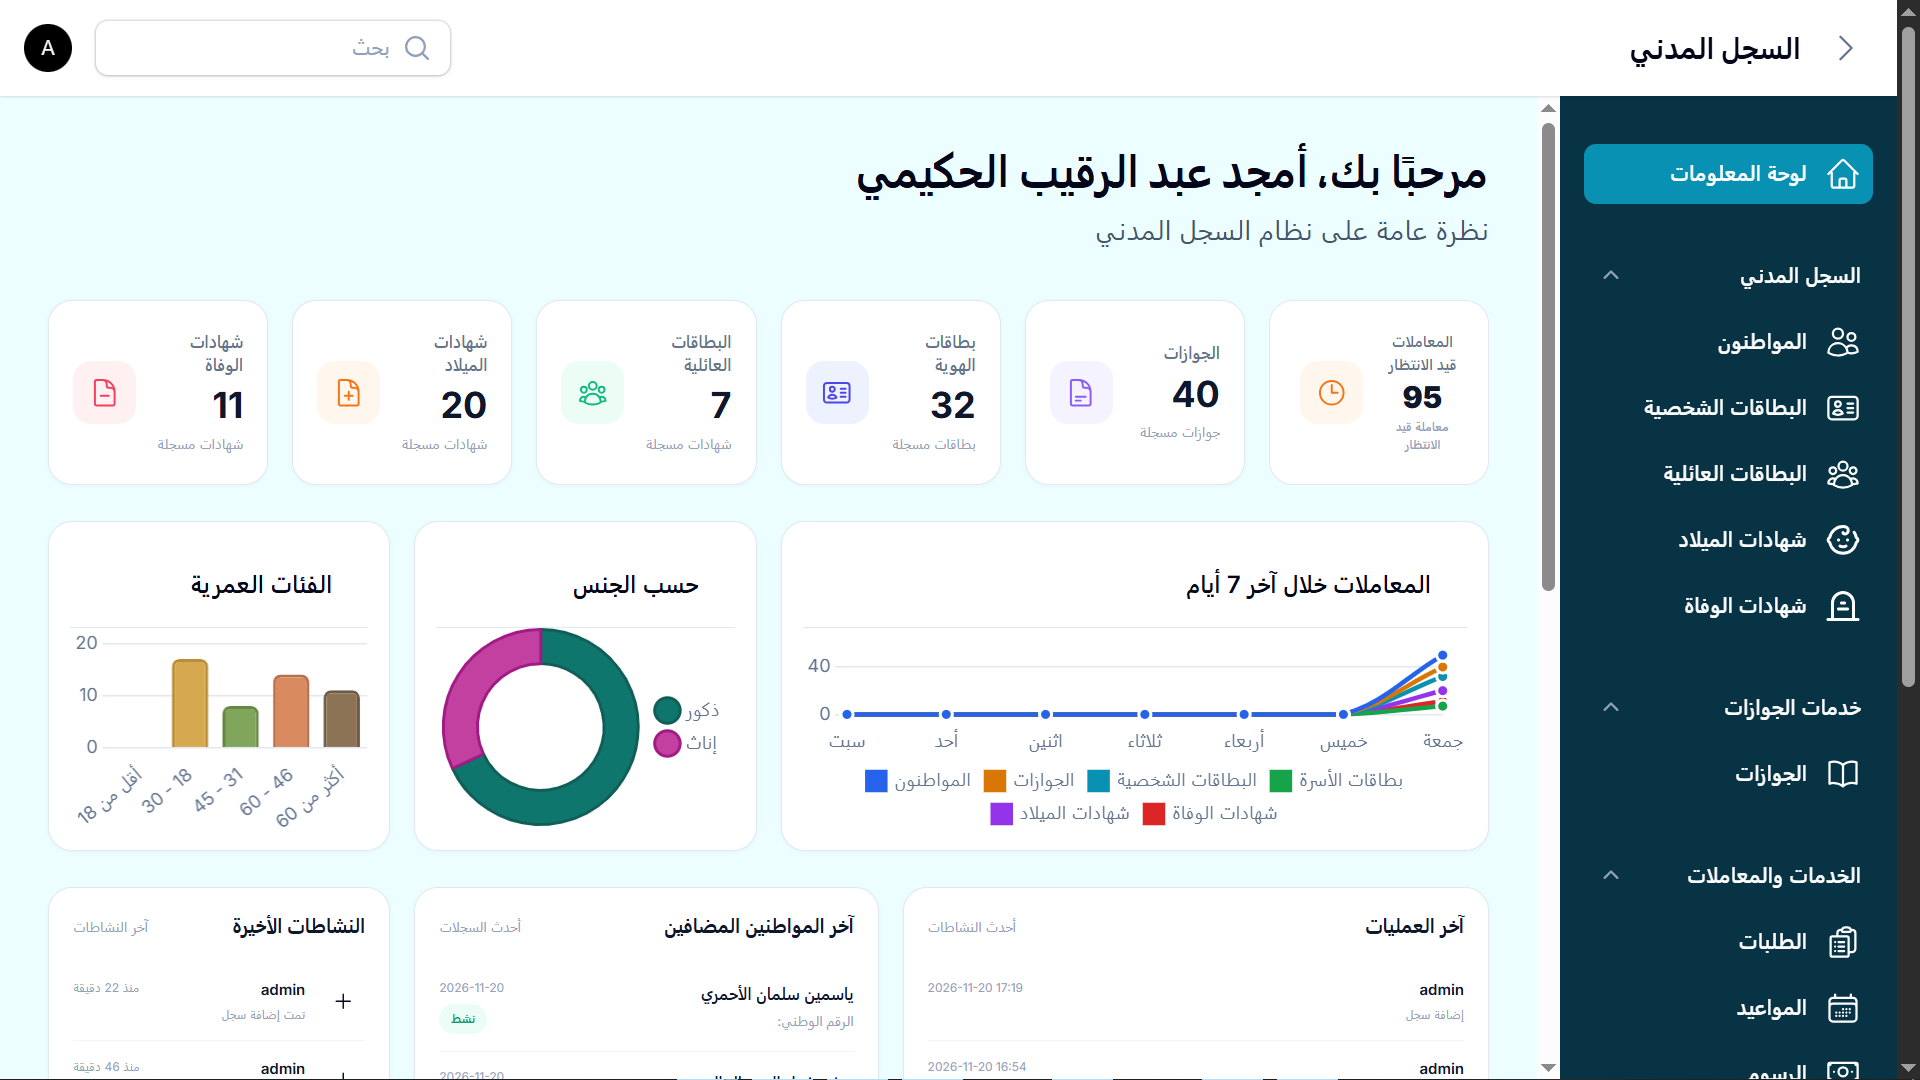 السجل المدني
بحث
A
لوحة المعلومات
السجل المدني
المواطنون
البطاقات الشخصية
البطاقات العائلية
شهادات الميلاد
شهادات الوفاة
خدمات الجوازات
الجوازات
الخدمات والمعاملات
الطلبات
المواعيد
الرسوم
مرحبًا بك، أمجد عبد الرقيب الحكيمي
نظرة عامة على نظام السجل المدني
المعاملات
قيد الانتظار
95
معاملة قيد
الانتظار
الجوازات
40
جوازات مسجلة
بطاقات
الهوية
32
بطاقات مسجلة
البطاقات
العائلية
7
شهادات مسجلة
شهادات
الميلاد
20
شهادات مسجلة
شهادات
الوفاة
11
شهادات مسجلة
المعاملات خلال آخر 7 أيام
40
0
سبت
أحد
اثنين
ثلاثاء
أربعاء
خميس
جمعة
المواطنون
الجوازات
البطاقات الشخصية
بطاقات الأسرة
شهادات الميلاد
شهادات الوفاة
حسب الجنس
ذكور
إناث
الفئات العمرية
20
10
0
أقل من 18
18 - 30
31 - 45
46 - 60
أكثر من 60
آخر العمليات
أحدث النشاطات
admin
2026-11-20 17:19
إضافة سجل
admin
2026-11-20 16:54
آخر المواطنين المضافين
أحدث السجلات
ياسمين سلمان الأحمري
2026-11-20
الرقم الوطني:
نشط
2026-11-20
النشاطات الأخيرة
آخر النشاطات
admin
منذ 22 دقيقة
تمت إضافة سجل
admin
منذ 46 دقيقة